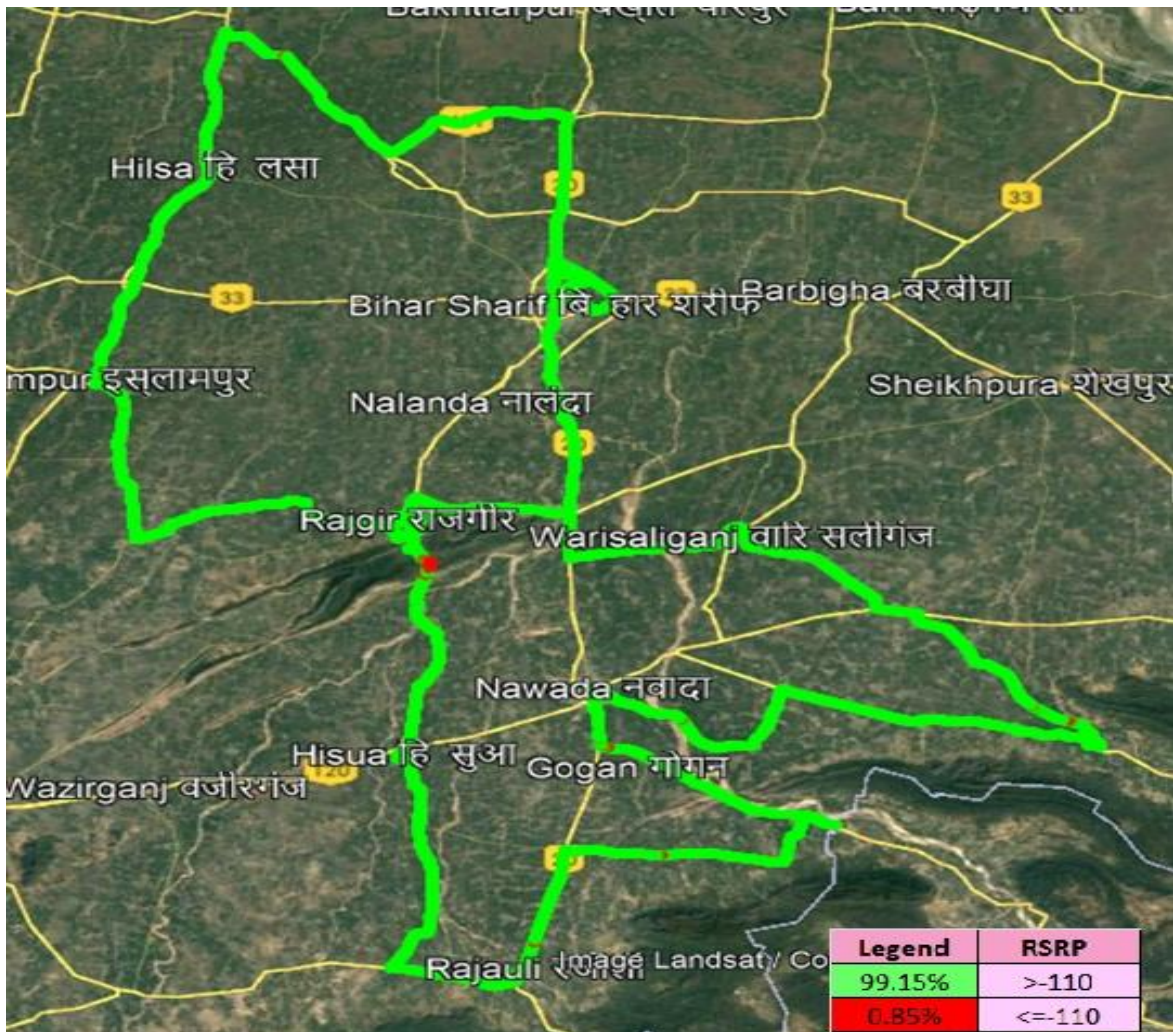 Hilsa हि लसा
20
33
33
Bihar Sharif बि हार शरीफ
Barbigha बरबीघा
mpur इस्लामपुर
Sheikhpura शेखपुर
Nalanda नालंदा
20
Rajgir राजगीर
Warisaliganj वारि सलीगंज
Nawada नवादा
Hisua हि सुआ
Gogan गोगन
120
Wazirganj वजीरगंज
Rajauli
Image Landsat / Co
Legend RSRP
99.15% >-110
0.85% <=-110